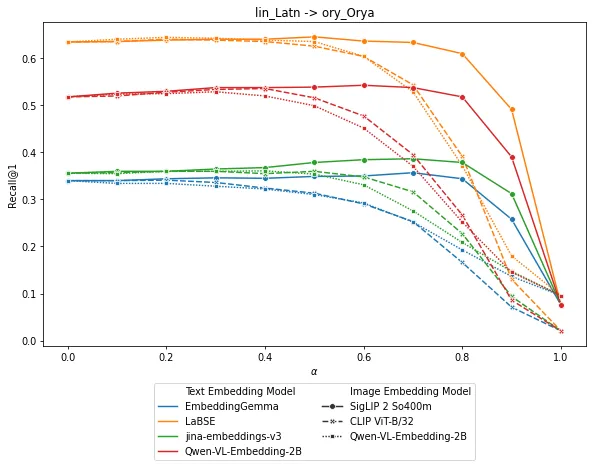 lin_Latn -> ory_Orya
Recall@1
0.6
0.5
0.4
0.3
0.2
0.1
0.0
0.0 0.2 0.4 0.6 0.8 1.0
α
Text Embedding Model
EmbeddingGemma
LaBSE
jina-embeddings-v3
Qwen-VL-Embedding-2B
Image Embedding Model
SigLIP 2 So400m
CLIP ViT-B/32
Qwen-VL-Embedding-2B